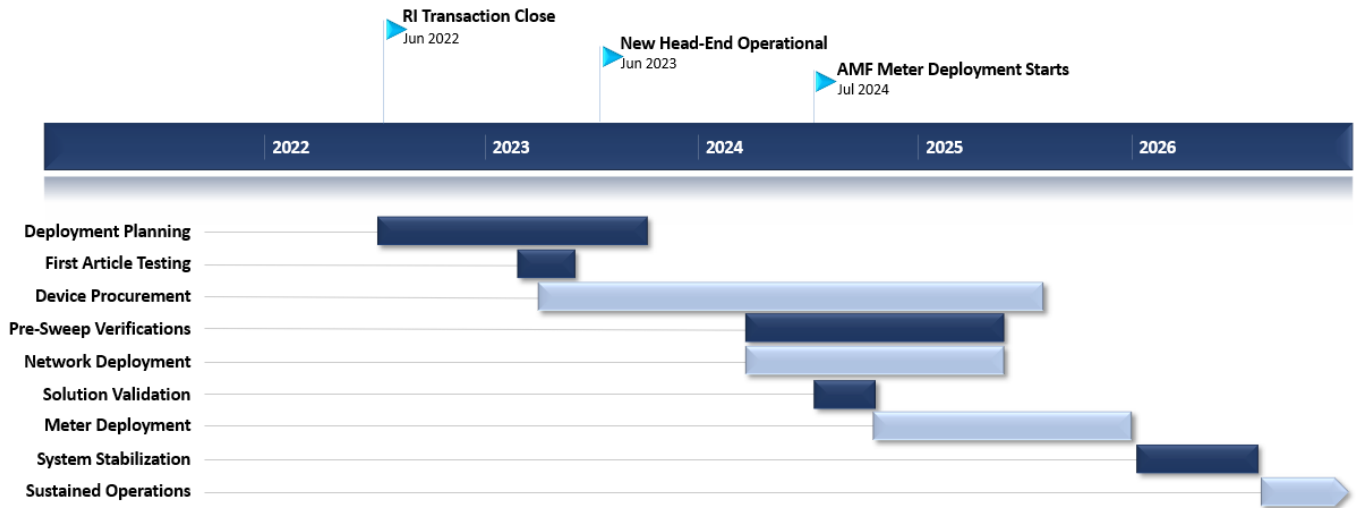 RI Transaction Close
Jun 2022
New Head-End Operational
Jun 2023
AMF Meter Deployment Starts
Jul 2024
2022 2023 2024 2025 2026
Deployment Planning
First Article Testing
Device Procurement
Pre-Sweep Verifications
Network Deployment
Solution Validation
Meter Deployment
System Stabilization
Sustained Operations